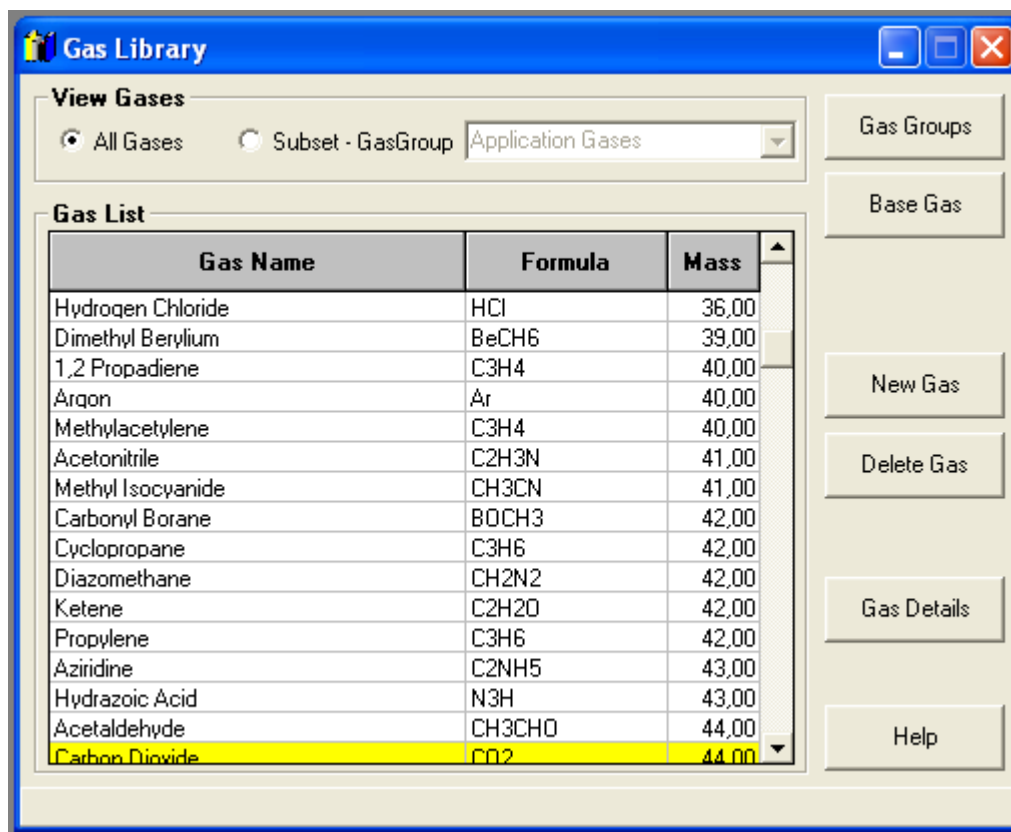 Gas Library
View Gases
All Gases Subset - GasGroup Application Gases
Gas Groups
Base Gas
Gas List
Gas Name Formula Mass
Hydrogen Chloride HCl 36,00
Dimethyl Berylium BeCH6 39,00
1,2 Propadiene C3H4 40,00
Argon Ar 40,00
Methylacetylene C3H4 40,00
Acetonitrile C2H3N 41,00
Methyl Isocyanide CH3CN 41,00
Carbonyl Borane BOCH3 42,00
Cyclopropane C3H6 42,00
Diazomethane CH2N2 42,00
Ketene C2H2O 42,00
Propylene C3H6 42,00
Aziridine C2NH5 43,00
Hydrazoic Acid N3H 43,00
Acetaldehyde CH3CHO 44,00
Carbon Dioxide CO2 44,00
New Gas
Delete Gas
Gas Details
Help